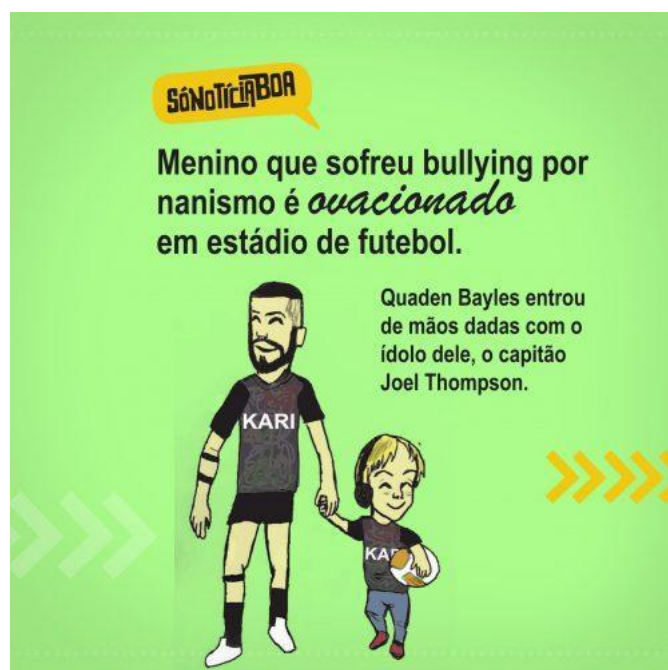 SÓNOTÍCIABOA
Menino que sofreu bullying por
nanismo é ovacionado
em estádio de futebol.
Quaden Bayles entrou
de mãos dadas com o
ídolo dele, o capitão
Joel Thompson.
KARI
KA